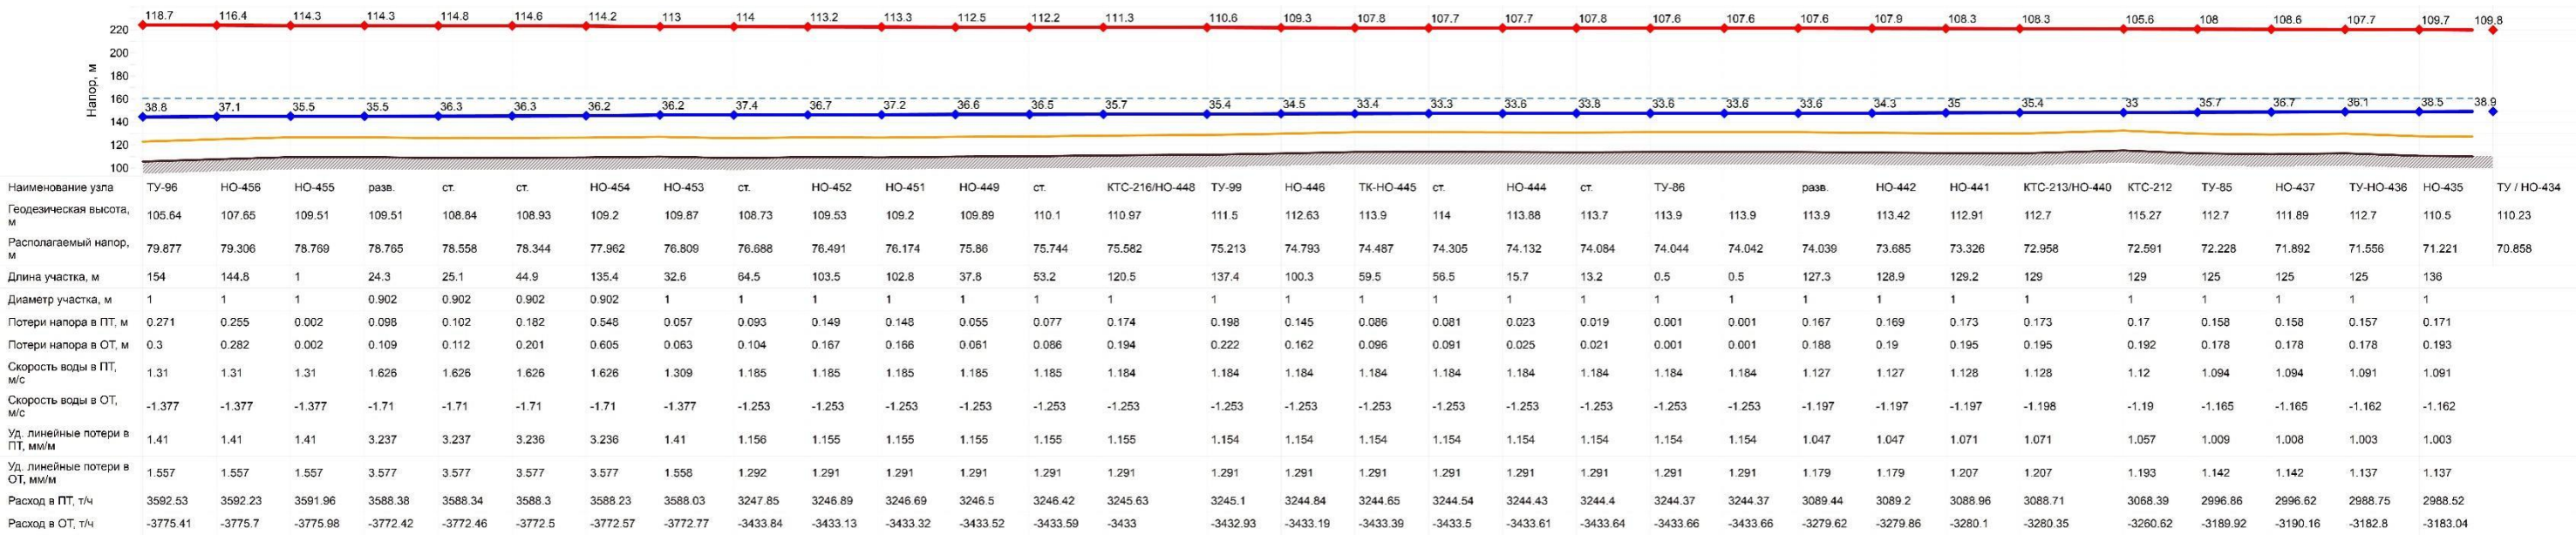 118.7 116.4 114.3 114.3 114.8 114.6 114.2 113 114 113.2 113.3 112.5 112.2 111.3 110.6 109.3 107.8 107.7 107.7 107.8 107.6 107.6 107.6 107.9 108.3 108.3 105.6 108 108.6 107.7 109.7 109.8
220
200
180
160
38.8 37.1 35.5 35.5 36.3 36.3 36.2 36.2 37.4 36.7 37.2 36.6 36.5 35.7 35.4 34.5 33.4 33.3 33.6 33.8 33.6 33.6 33.6 34.3 35 35.4 33 35.7 36.7 36.1 38.5 38.9
140
120
100
Напор, м
Наименование узла ТУ-96 НО-456 НО-455 разв. ст. ст. НО-454 НО-453 ст. НО-452 НО-451 НО-449 ст. КТС-216/НО-448 ТУ-99 НО-446 ТК-НО-445 ст. НО-444 ст. ТУ-86 разв. НО-442 НО-441 КТС-213/НО-440 КТС-212 ТУ-85 НО-437 ТУ-НО-436 НО-435 ТУ / НО-434
Геодезическая высота, м 105.64 107.65 109.51 109.51 108.84 108.93 109.2 109.87 108.73 109.53 109.2 109.89 110.1 110.97 111.5 112.63 113.9 114 113.88 113.7 113.9 113.9 113.9 113.42 112.91 112.7 115.27 112.7 111.89 112.7 110.5 110.23
Располагаемый напор, м 79.877 79.306 78.769 78.765 78.558 78.344 77.962 76.809 76.688 76.491 76.174 75.86 75.744 75.582 75.213 74.793 74.487 74.305 74.132 74.084 74.044 74.042 74.039 73.685 73.326 72.958 72.591 72.228 71.892 71.556 71.221 70.858
Длина участка, м 154 144.8 1 24.3 25.1 44.9 135.4 32.6 64.5 103.5 102.8 37.8 53.2 120.5 137.4 100.3 59.5 56.5 15.7 13.2 0.5 0.5 127.3 128.9 129.2 129 129 125 125 125 136
Диаметр участка, м 1 1 1 0.902 0.902 0.902 0.902 1 1 1 1 1 1 1 1 1 1 1 1 1 1 1 1 1 1 1 1 1 1 1 1
Потери напора в ПТ, м 0.271 0.255 0.002 0.098 0.102 0.182 0.548 0.057 0.093 0.149 0.148 0.055 0.077 0.174 0.198 0.145 0.086 0.081 0.023 0.019 0.001 0.001 0.167 0.169 0.173 0.173 0.17 0.158 0.158 0.157 0.171
Потери напора в ОТ, м 0.3 0.282 0.002 0.109 0.112 0.201 0.605 0.063 0.104 0.167 0.166 0.061 0.086 0.194 0.222 0.162 0.096 0.091 0.025 0.021 0.001 0.001 0.188 0.19 0.195 0.195 0.192 0.178 0.178 0.178 0.193
Скорость воды в ПТ, м/с 1.31 1.31 1.31 1.626 1.626 1.626 1.626 1.309 1.185 1.185 1.185 1.185 1.185 1.184 1.184 1.184 1.184 1.184 1.184 1.184 1.184 1.184 1.127 1.127 1.128 1.128 1.12 1.094 1.094 1.091 1.091
Скорость воды в ОТ, м/с -1.377 -1.377 -1.377 -1.71 -1.71 -1.71 -1.71 -1.377 -1.253 -1.253 -1.253 -1.253 -1.253 -1.253 -1.253 -1.253 -1.253 -1.253 -1.253 -1.253 -1.253 -1.253 -1.197 -1.197 -1.197 -1.198 -1.19 -1.165 -1.165 -1.162 -1.162
Уд. линейные потери в ПТ, мм/м 1.41 1.41 1.41 3.237 3.237 3.236 3.236 1.41 1.156 1.155 1.155 1.155 1.155 1.155 1.154 1.154 1.154 1.154 1.154 1.154 1.154 1.154 1.047 1.047 1.071 1.071 1.057 1.009 1.008 1.003 1.003
Уд. линейные потери в ОТ, мм/м 1.557 1.557 1.557 3.577 3.577 3.577 3.577 1.558 1.292 1.291 1.291 1.291 1.291 1.291 1.291 1.291 1.291 1.291 1.291 1.291 1.291 1.291 1.179 1.179 1.207 1.207 1.193 1.142 1.142 1.137 1.137
Расход в ПТ, т/ч 3592.53 3592.23 3591.96 3588.38 3588.34 3588.3 3588.23 3588.03 3247.85 3246.89 3246.69 3246.5 3246.42 3245.63 3245.1 3244.84 3244.65 3244.54 3244.43 3244.4 3244.37 3244.37 3089.44 3089.2 3088.96 3088.71 3068.39 2996.86 2996.62 2988.75 2988.52
Расход в ОТ, т/ч -3775.41 -3775.7 -3775.98 -3772.42 -3772.46 -3772.5 -3772.57 -3772.77 -3433.84 -3433.13 -3433.32 -3433.52 -3433.59 -3433 -3432.93 -3433.19 -3433.39 -3433.5 -3433.61 -3433.64 -3433.66 -3433.66 -3279.62 -3279.86 -3280.1 -3280.35 -3260.62 -3189.92 -3190.16 -3182.8 -3183.04